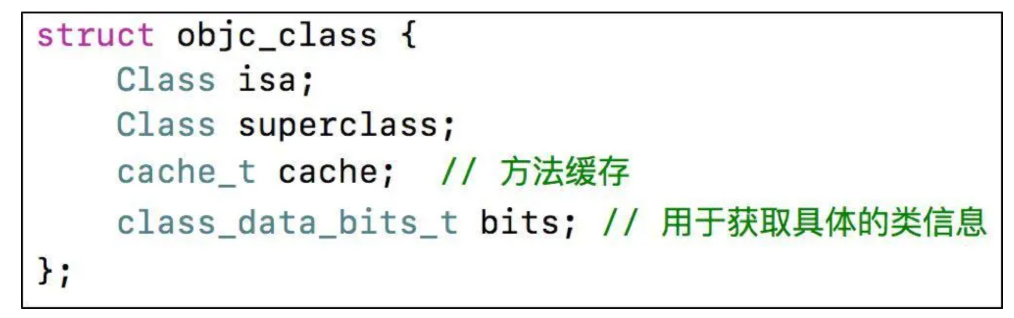 struct objc_class {
    Class isa;
    Class superclass;
    cache_t cache;  // 方法缓存
    class_data_bits_t bits; // 用于获取具体的类信息
};